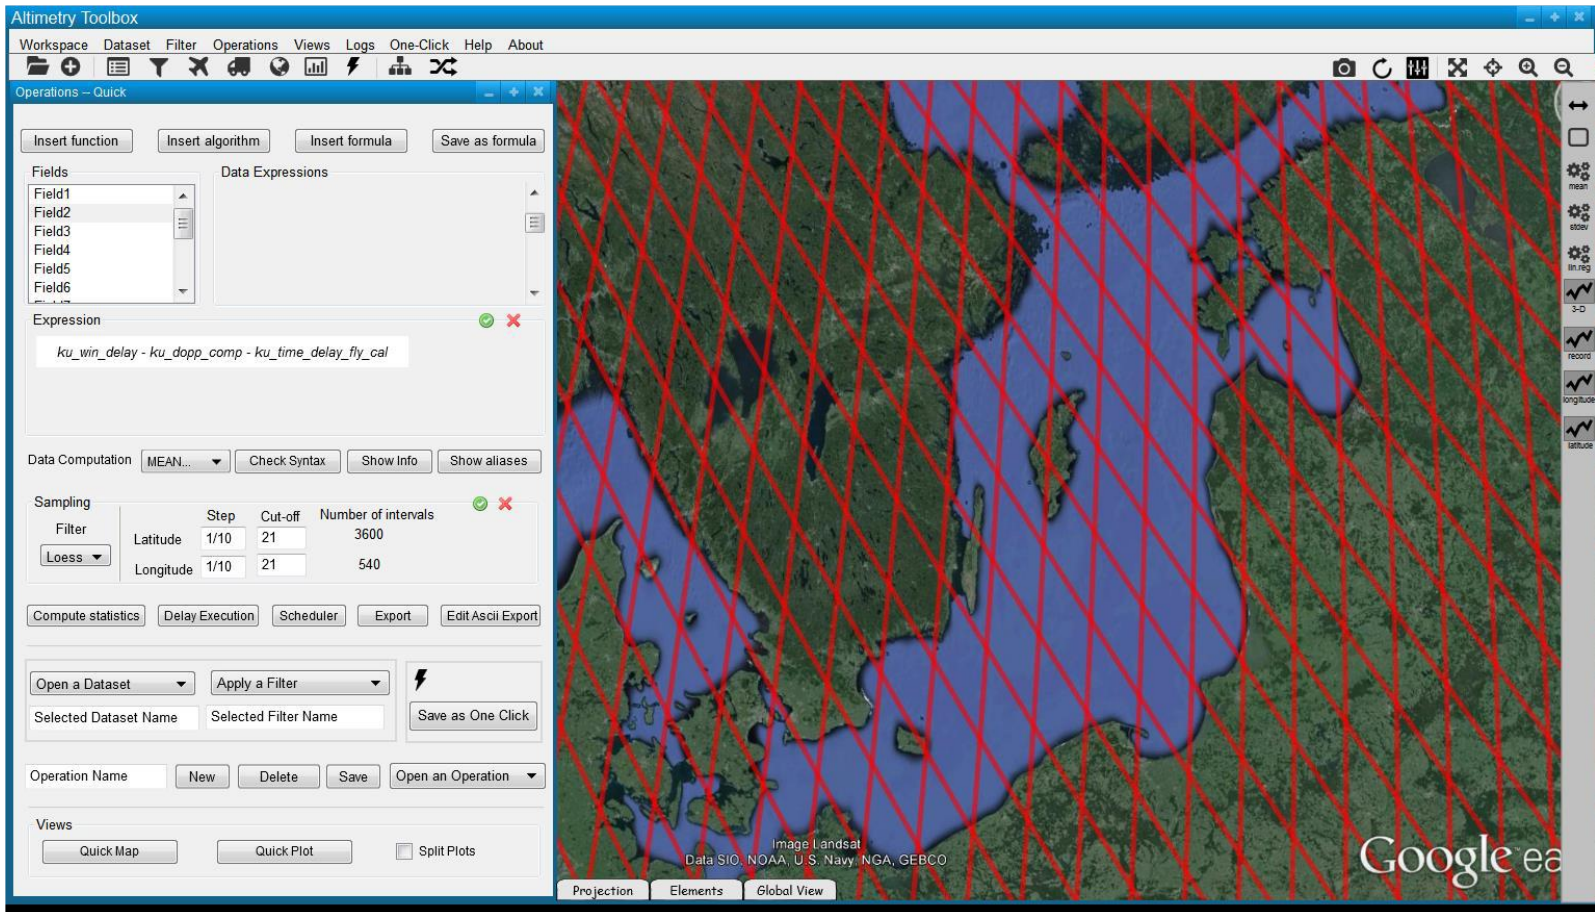 Altimetry Toolbox
Workspace Dataset Filter Operations Views Logs One-Click Help About
Operations -- Quick
Insert function Insert algorithm Insert formula Save as formula
Fields Data Expressions
Field1
Field2
Field3
Field4
Field5
Field6
Expression
ku_win_delay - ku_dopp_comp - ku_time_delay_fly_cal
Data Computation MEAN... Check Syntax Show Info Show aliases
Sampling
Filter Step Cut-off Number of intervals
Latitude 1/10 21 3600
Loess
Longitude 1/10 21 540
Compute statistics Delay Execution Scheduler Export Edit Ascii Export
Open a Dataset Apply a Filter
Selected Dataset Name Selected Filter Name Save as One Click
Operation Name New Delete Save Open an Operation
Views
Quick Map Quick Plot Split Plots
mean
stdev
lin.reg
3-D
record
longitude
latitude
Image Landsat
Data SIO, NOAA, U.S. Navy, NGA, GEBCO
Google ea
Projection Elements Global View